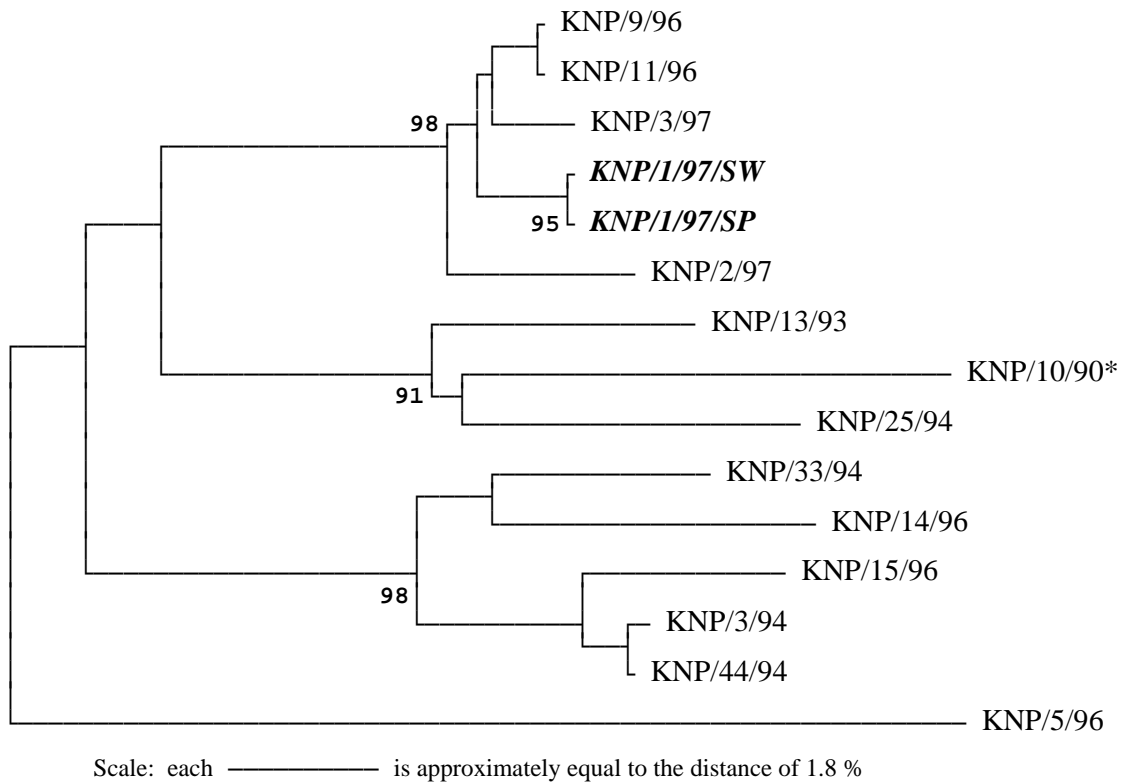 KNP/9/96
KNP/11/96
KNP/3/97
98
KNP/1/97/SW
KNP/1/97/SP
95
KNP/2/97
KNP/13/93
KNP/10/90*
91
KNP/25/94
KNP/33/94
KNP/14/96
KNP/15/96
98
KNP/3/94
KNP/44/94
KNP/5/96
Scale: each ────────── is approximately equal to the distance of 1.8 %